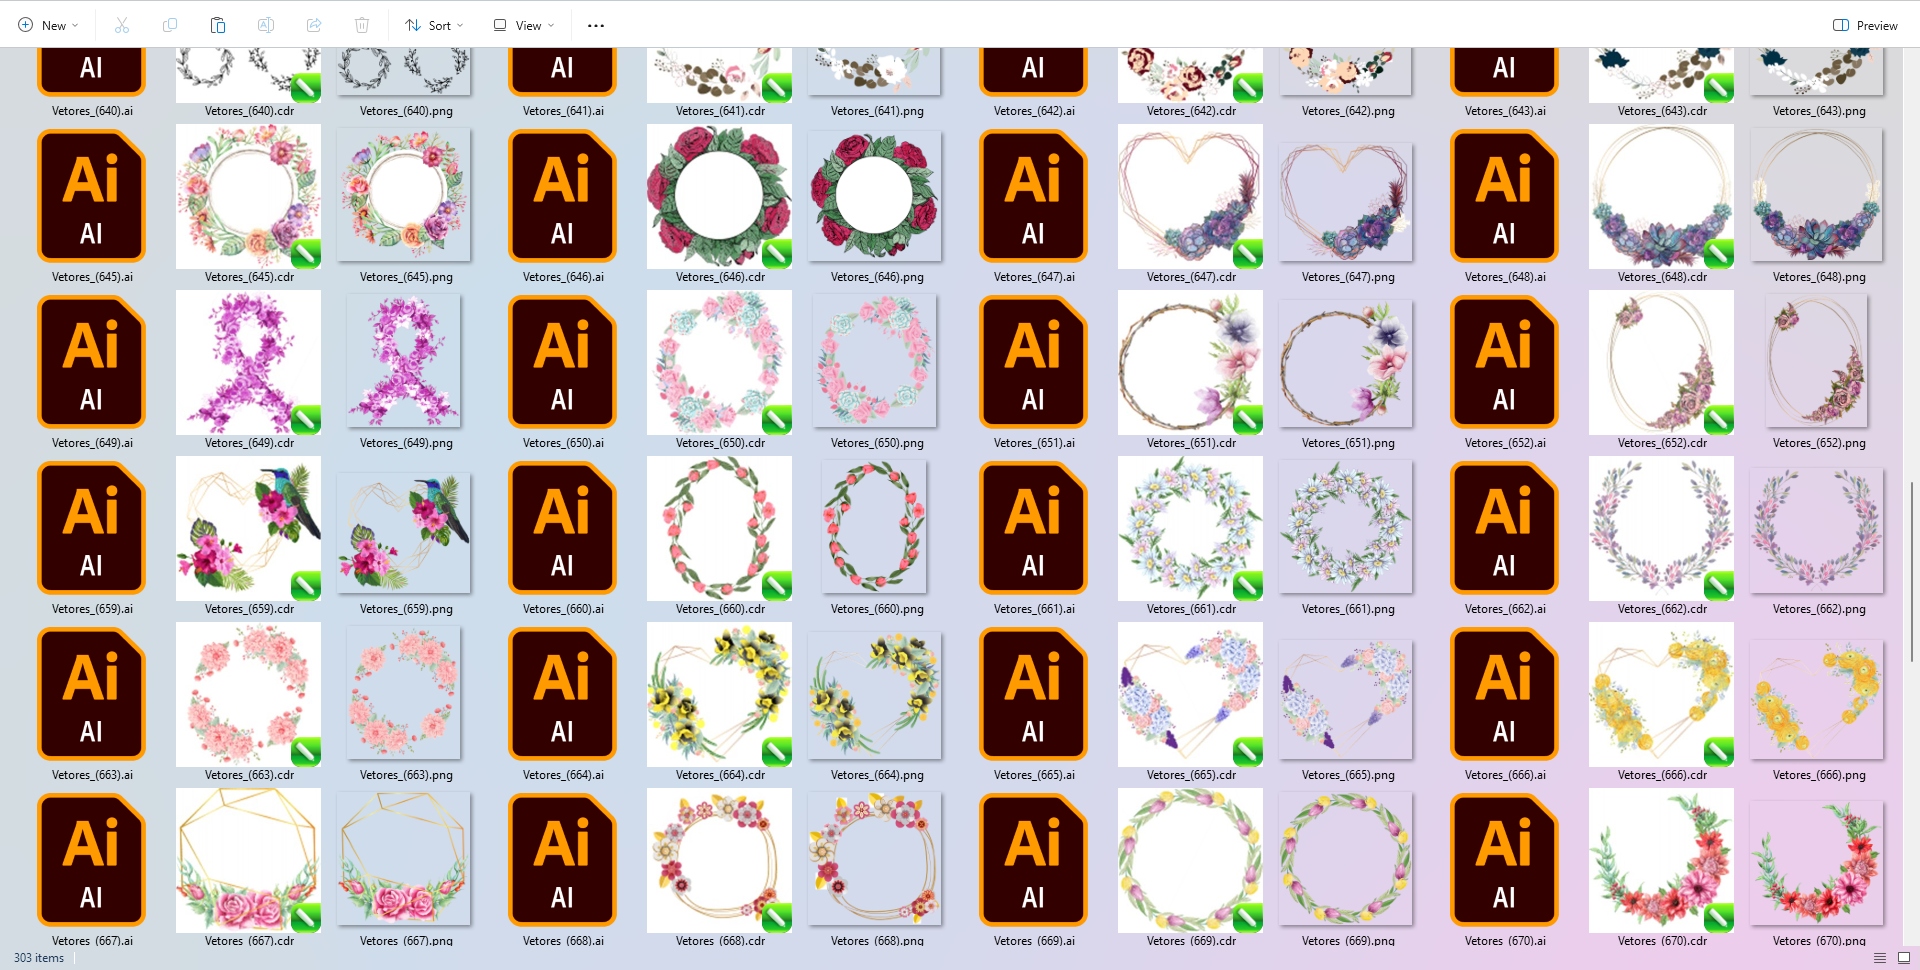 New Sort View ... Preview
AI AI AI AI
Vetores_(640).ai Vetores_(640).cdr Vetores_(640).png Vetores_(641).ai Vetores_(641).cdr Vetores_(641).png Vetores_(642).ai Vetores_(642).cdr Vetores_(642).png Vetores_(643).ai Vetores_(643).cdr Vetores_(643).png
Ai Ai Ai Ai
AI AI AI AI
Vetores_(645).ai Vetores_(645).cdr Vetores_(645).png Vetores_(646).ai Vetores_(646).cdr Vetores_(646).png Vetores_(647).ai Vetores_(647).cdr Vetores_(647).png Vetores_(648).ai Vetores_(648).cdr Vetores_(648).png
Ai Ai Ai Ai
AI AI AI AI
Vetores_(649).ai Vetores_(649).cdr Vetores_(649).png Vetores_(650).ai Vetores_(650).cdr Vetores_(650).png Vetores_(651).ai Vetores_(651).cdr Vetores_(651).png Vetores_(652).ai Vetores_(652).cdr Vetores_(652).png
Ai Ai Ai Ai
AI AI AI AI
Vetores_(659).ai Vetores_(659).cdr Vetores_(659).png Vetores_(660).ai Vetores_(660).cdr Vetores_(660).png Vetores_(661).ai Vetores_(661).cdr Vetores_(661).png Vetores_(662).ai Vetores_(662).cdr Vetores_(662).png
Ai Ai Ai Ai
AI AI AI AI
Vetores_(663).ai Vetores_(663).cdr Vetores_(663).png Vetores_(664).ai Vetores_(664).cdr Vetores_(664).png Vetores_(665).ai Vetores_(665).cdr Vetores_(665).png Vetores_(666).ai Vetores_(666).cdr Vetores_(666).png
Ai Ai Ai Ai
AI AI AI AI
Vetores_(667).ai Vetores_(667).cdr Vetores_(667).png Vetores_(668).ai Vetores_(668).cdr Vetores_(668).png Vetores_(669).ai Vetores_(669).cdr Vetores_(669).png Vetores_(670).ai Vetores_(670).cdr Vetores_(670).png
303 items